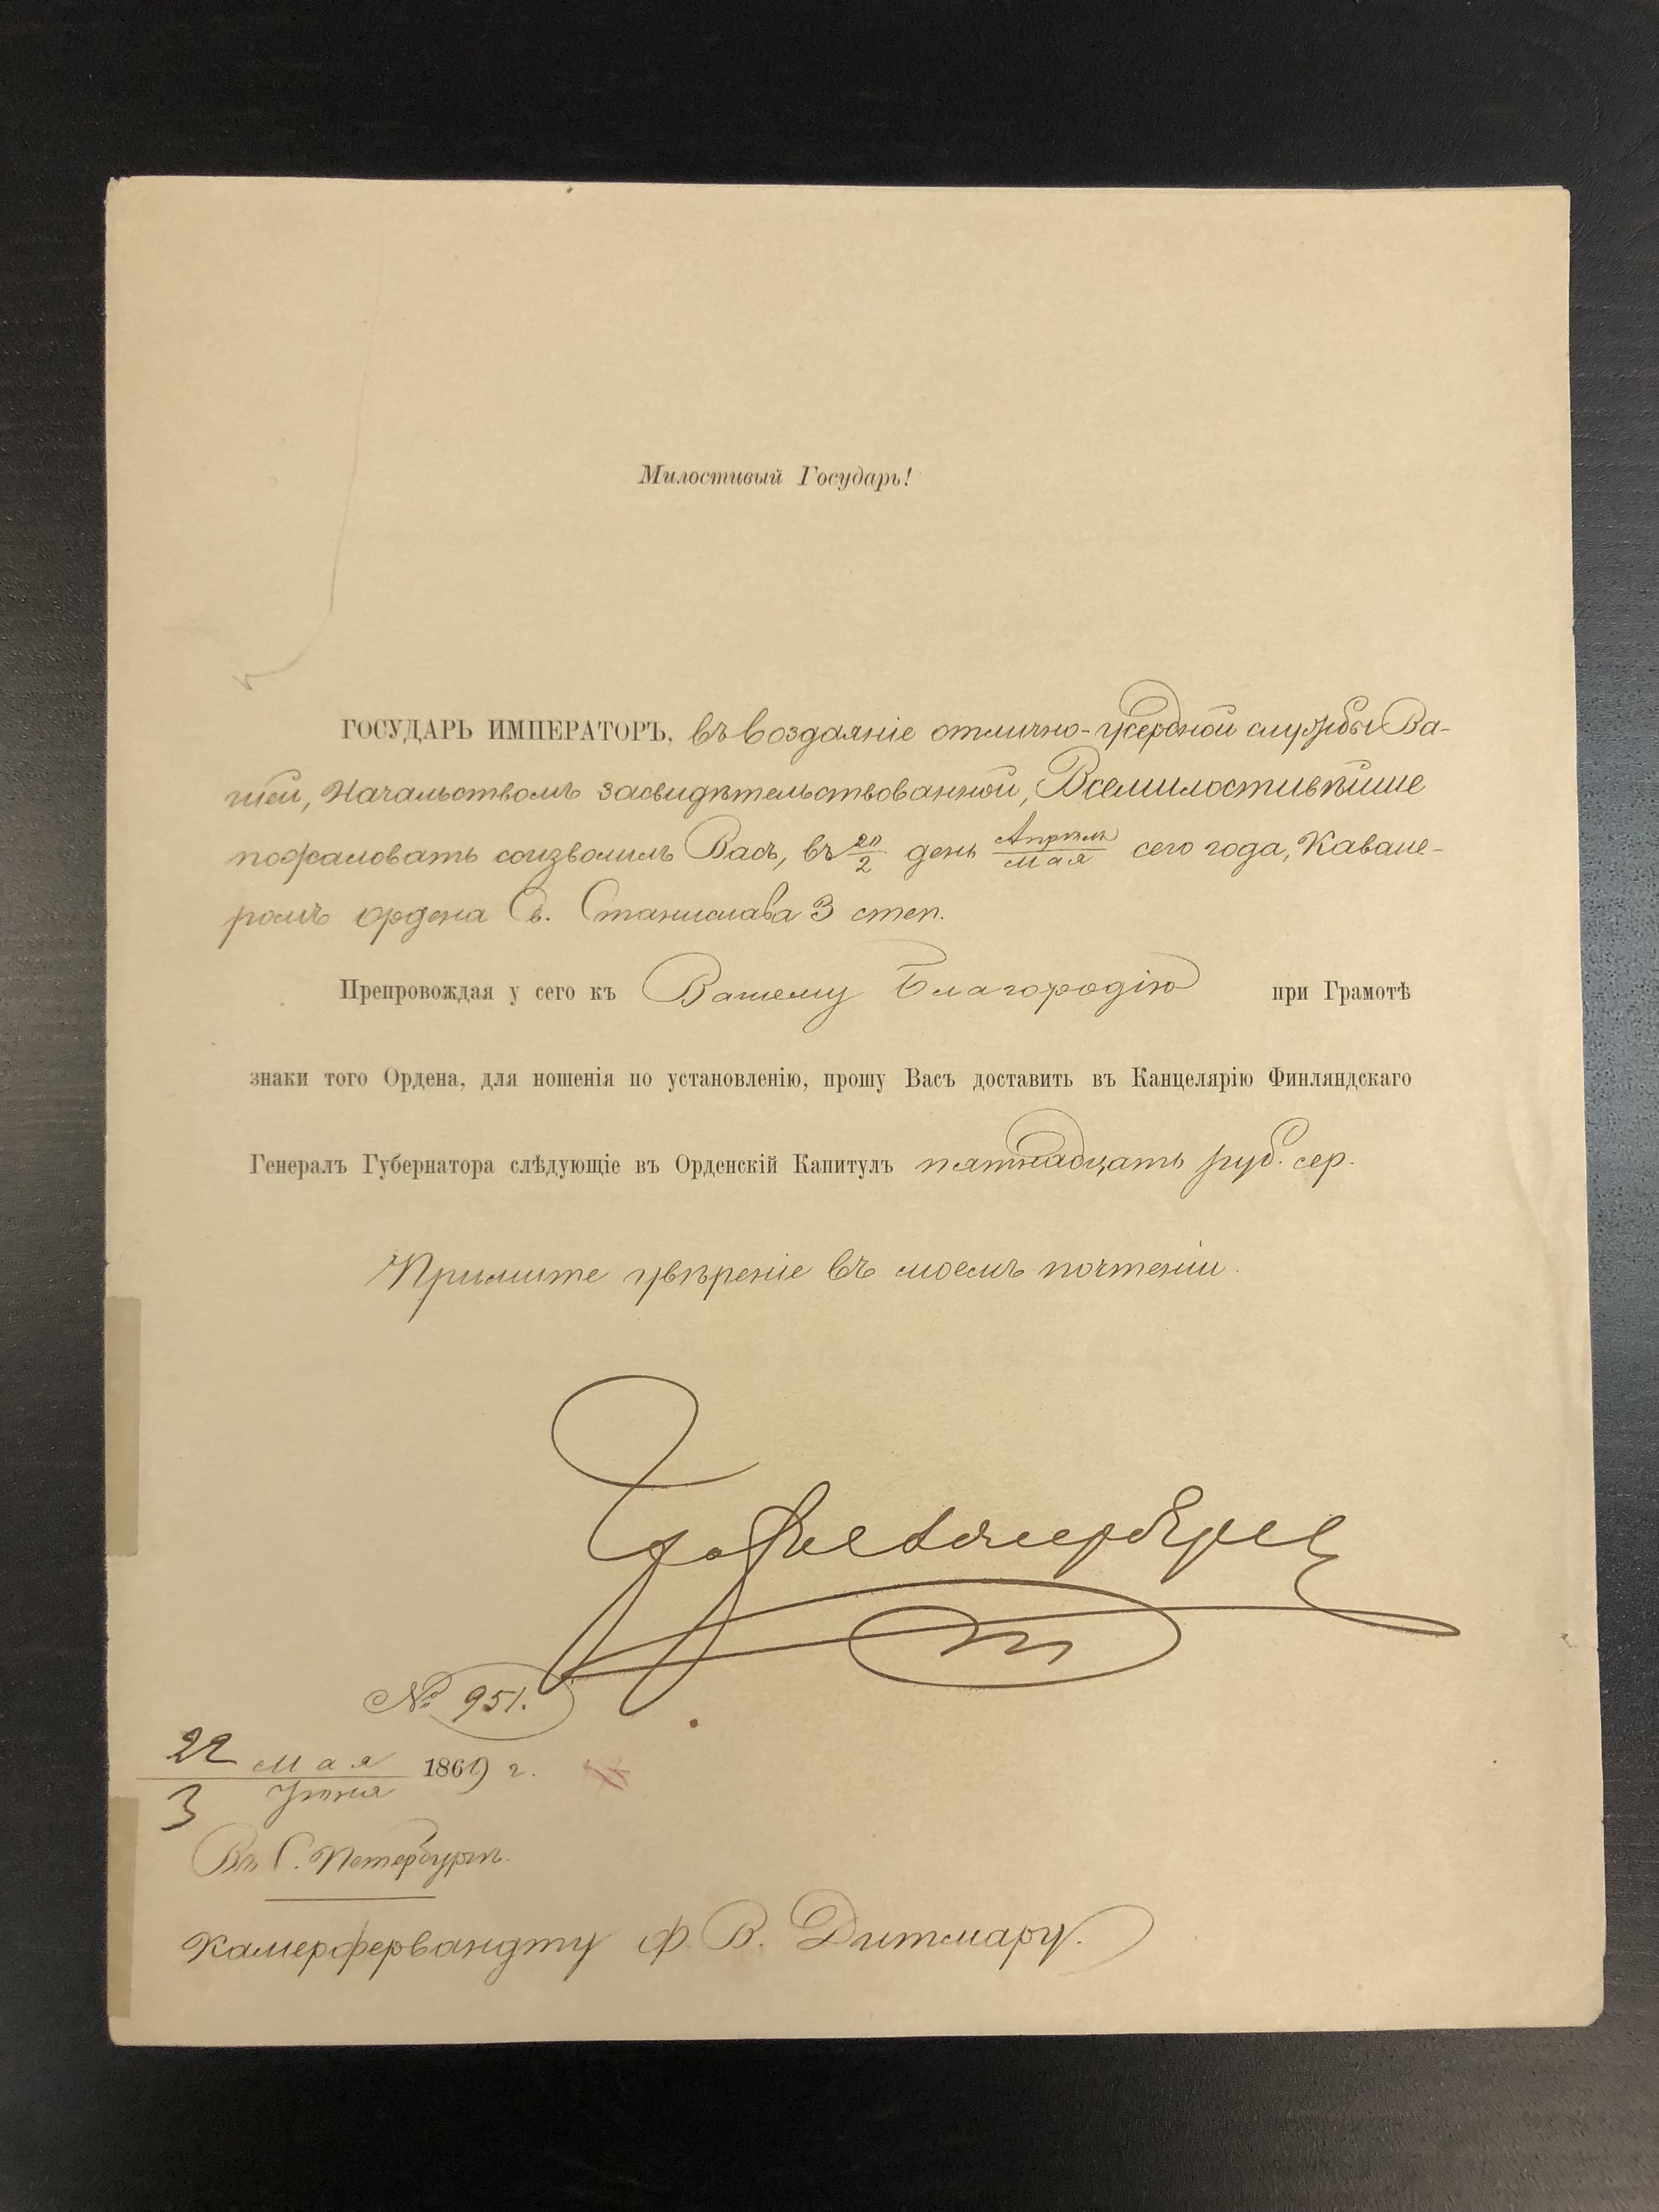 Милостивый Государь!
ГОСУДАРЬ ИМПЕРАТОРЪ, въ воздаяніе отлично-усердной службы Ва-
шей, Начальствомъ засвидѣтельствованной, Всемилостивѣйше
пожаловать соизволилъ Васъ, въ 20/2 день Апрѣля/Мая сего года, Кавале-
ромъ ордена Св. Станислава 3 степ.
Препровождая у сего къ Вашему Благородію при Грамотѣ
знаки того Ордена, для ношенія по установленію, прошу Васъ доставить въ Канцелярію Финляндскаго
Генералъ Губернатора слѣдующіе въ Орденскій Капитулъ пятнадцать руб. сер.
Примите увѣреніе въ моемъ почтеніи.
№ 951.
22 Мая 1869 г.
3 Іюня
Въ С. Петербургѣ.
Камерфервандту Ф. В. Дитмару.